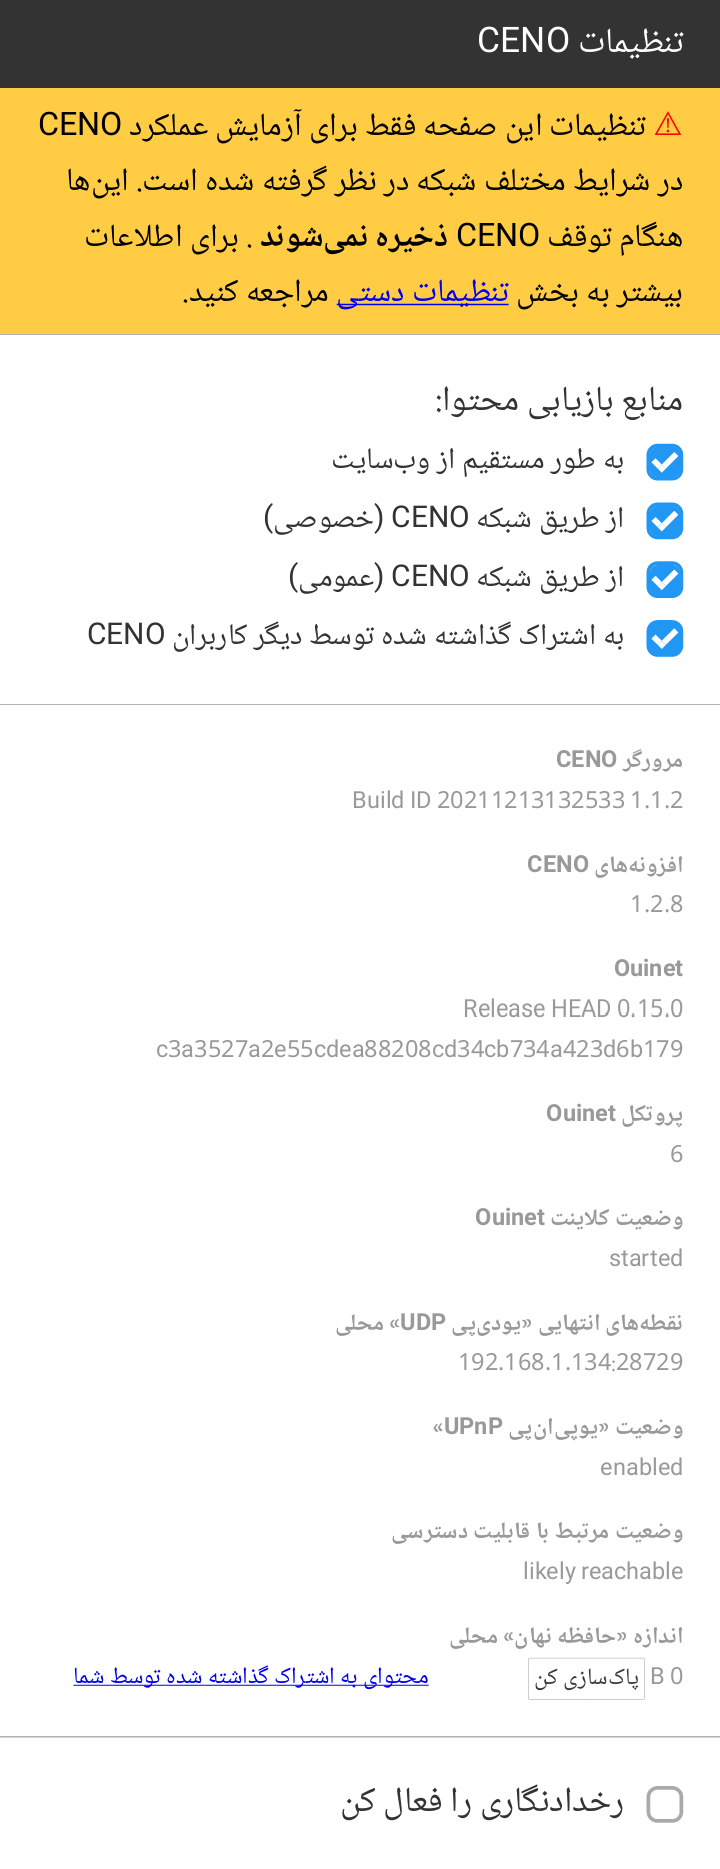 تنظیمات CENO
⚠ تنظیمات این صفحه فقط برای آزمایش عملکرد CENO
در شرایط مختلف شبکه در نظر گرفته شده است. این‌ها
هنگام توقف CENO ذخیره نمی‌شوند . برای اطلاعات
بیشتر به بخش تنظیمات دستی مراجعه کنید.
منابع بازیابی محتوا:
به طور مستقیم از وب‌سایت
از طریق شبکه CENO (خصوصی)
از طریق شبکه CENO (عمومی)
به اشتراک گذاشته شده توسط دیگر کاربران CENO
مرورگر CENO
1.1.2 Build ID 20211213132533
افزونه‌های CENO
1.2.8
Ouinet
0.15.0 Release HEAD
c3a3527a2e55cdea88208cd34cb734a423d6b179
پروتکل Ouinet
6
وضعیت کلاینت Ouinet
started
نقطه‌های انتهایی «یودی‌پی UDP» محلی
192.168.1.134:28729
وضعیت «یوپی‌ان‌پی UPnP»
enabled
وضعیت مرتبط با قابلیت دسترسی
likely reachable
اندازه «حافظه نهان» محلی
0 B پاک‌سازی کن محتوای به اشتراک گذاشته شده توسط شما
رخدادنگاری را فعال کن